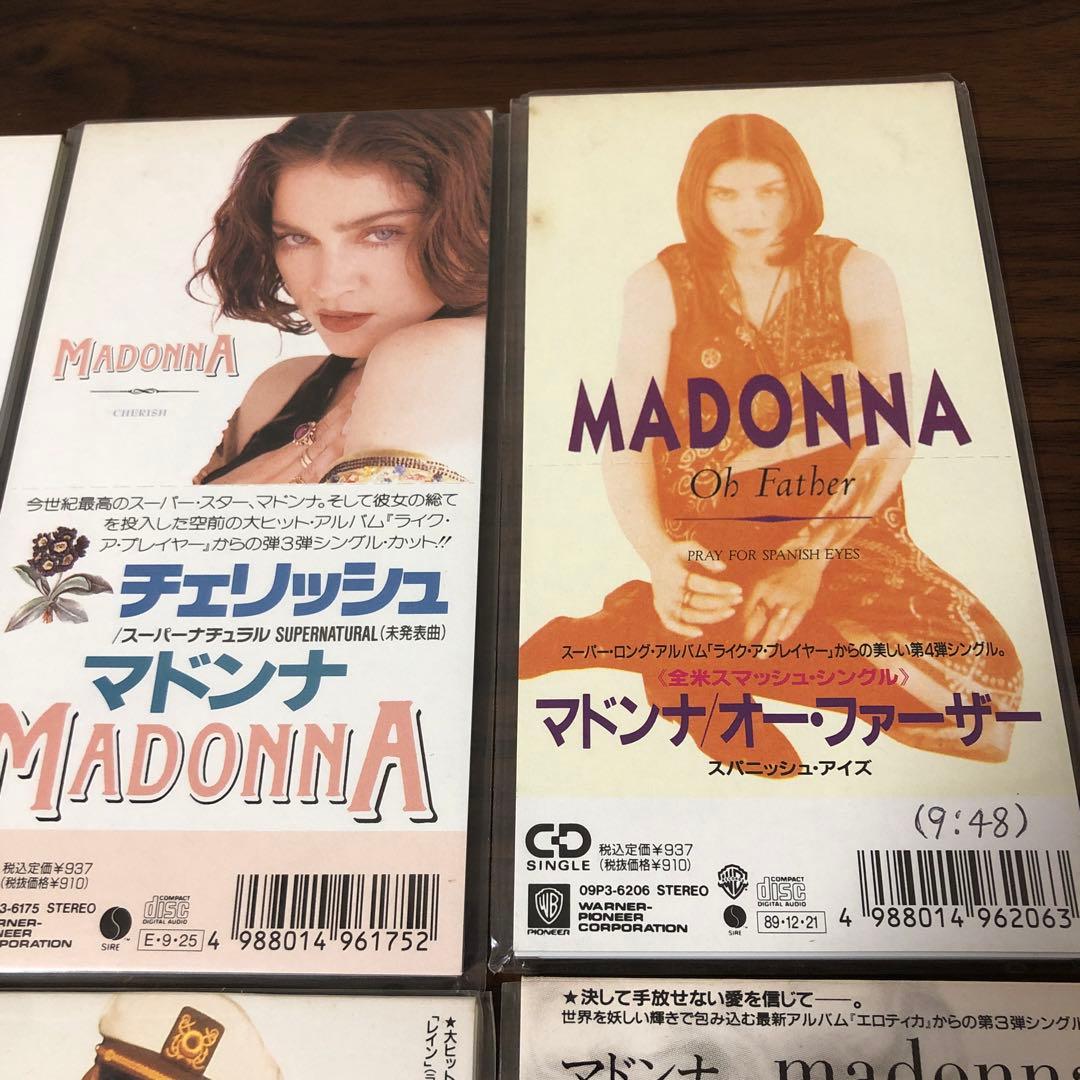 MADONNA
CHERISH
今世紀最高のスーパー・スター、マドンナ。そして彼女の総て
を投入した空前の大ヒット・アルバム『ライク・
ア・プレイヤー』からの弾3弾シングル・カット!!
チェリッシュ
/スーパーナチュラル SUPERNATURAL(未発表曲)
マドンナ
MADONNA
税込定価¥937
(税抜価格¥910)
3-6175 STEREO
RNER-
NEER
PORATION
SIRE
COMPACT
disc
DIGITAL AUDIO
E・9・25
4 988014 961752
MADONNA
Oh Father
PRAY FOR SPANISH EYES
スーパー・ロング・アルバム「ライク・ア・プレイヤー」からの美しい第4弾シングル。
《全米スマッシュ・シングル》
マドンナ/オー・ファーザー
スパニッシュ・アイズ
(9:48)
CD
SINGLE
税込定価¥937
(税抜価格¥910)
PIONEER
09P3-6206 STEREO
WARNER-
PIONEER
CORPORATION
SIRE
COMPACT
disc
DIGITAL AUDIO
89・12・21
4 988014 962063
★大ヒット
「レイン」
★決して手放せない愛を信じて——。
世界を妖しい輝きで包み込む最新アルバム『エロティカ』からの第3弾シングル
マドンナ madonna